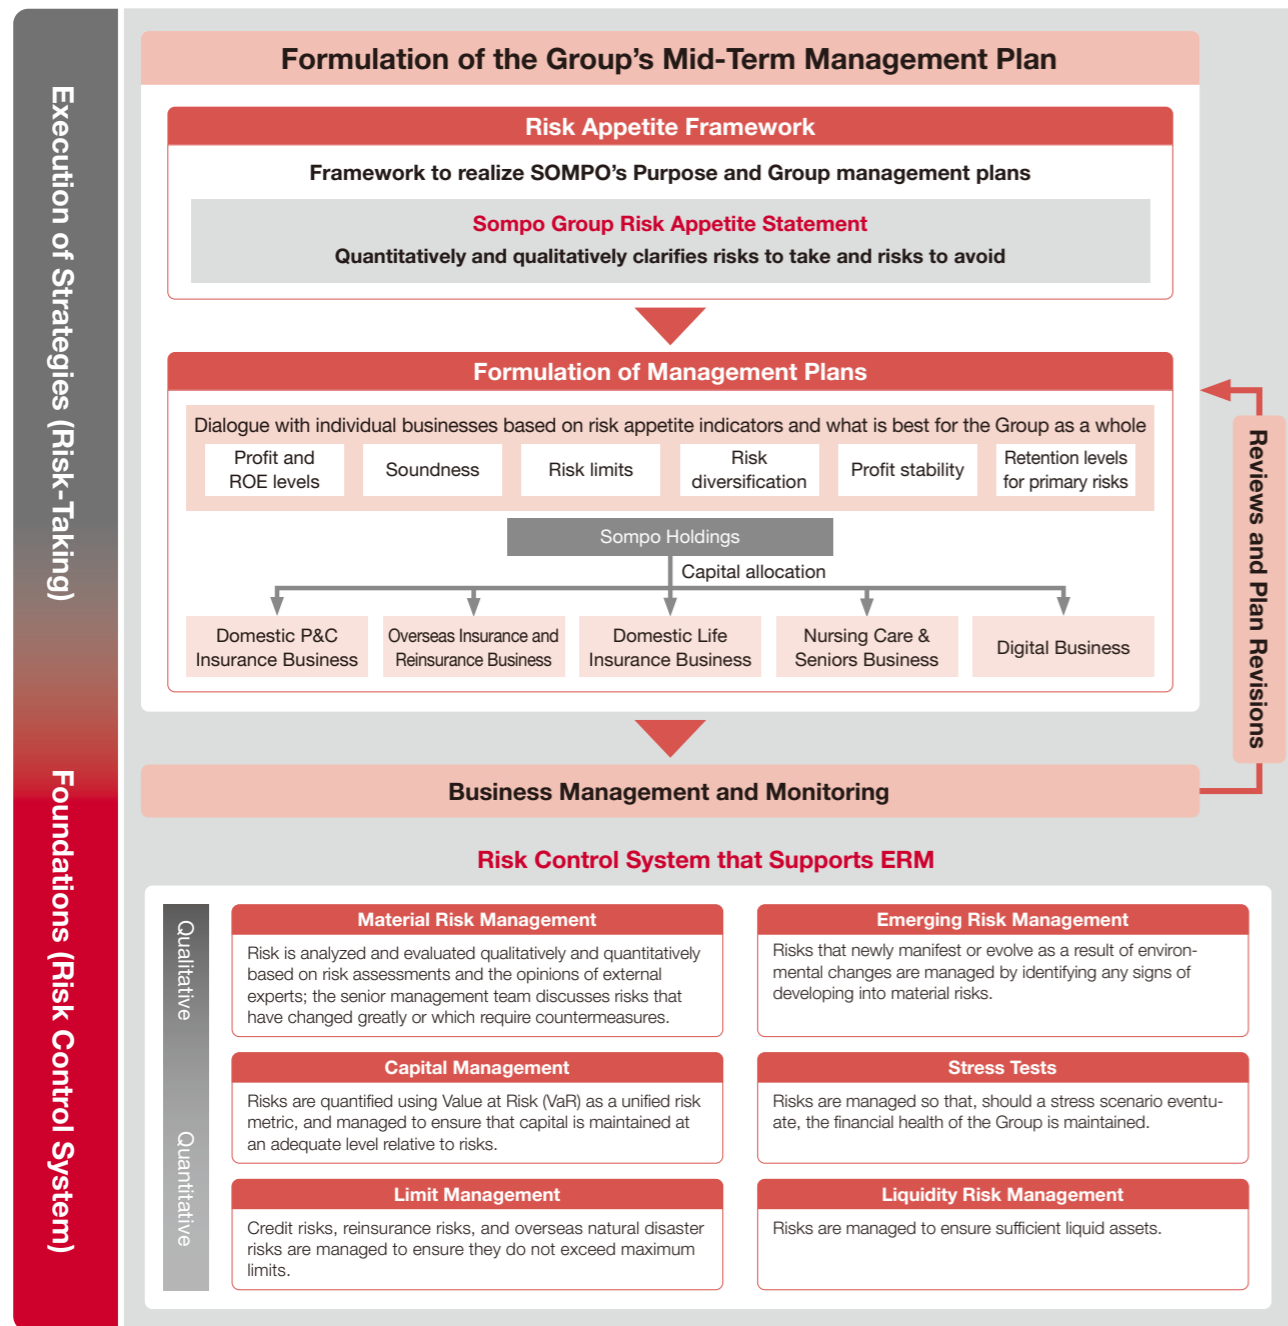 Execution of Strategies (Risk-Taking)
Foundations (Risk Control System)
Formulation of the Group's Mid-Term Management Plan
Risk Appetite Framework
Framework to realize SOMPO's Purpose and Group management plans
Sompo Group Risk Appetite Statement
Quantitatively and qualitatively clarifies risks to take and risks to avoid
Formulation of Management Plans
Dialogue with individual businesses based on risk appetite indicators and what is best for the Group as a whole
Profit and
ROE levels
Soundness
Risk limits
Risk
diversification
Profit stability
Retention levels
for primary risks
Sompo Holdings
Capital allocation
Domestic P&C
Insurance Business
Overseas Insurance and
Reinsurance Business
Domestic Life
Insurance Business
Nursing Care &
Seniors Business
Digital Business
Reviews and Plan Revisions
Business Management and Monitoring
Risk Control System that Supports ERM
Qualitative
Quantitative
Material Risk Management
Risk is analyzed and evaluated qualitatively and quantitatively
based on risk assessments and the opinions of external
experts; the senior management team discusses risks that
have changed greatly or which require countermeasures.
Emerging Risk Management
Risks that newly manifest or evolve as a result of environ-
mental changes are managed by identifying any signs of
developing into material risks.
Capital Management
Risks are quantified using Value at Risk (VaR) as a unified risk
metric, and managed to ensure that capital is maintained at
an adequate level relative to risks.
Stress Tests
Risks are managed so that, should a stress scenario eventu-
ate, the financial health of the Group is maintained.
Limit Management
Credit risks, reinsurance risks, and overseas natural disaster
risks are managed to ensure they do not exceed maximum
limits.
Liquidity Risk Management
Risks are managed to ensure sufficient liquid assets.